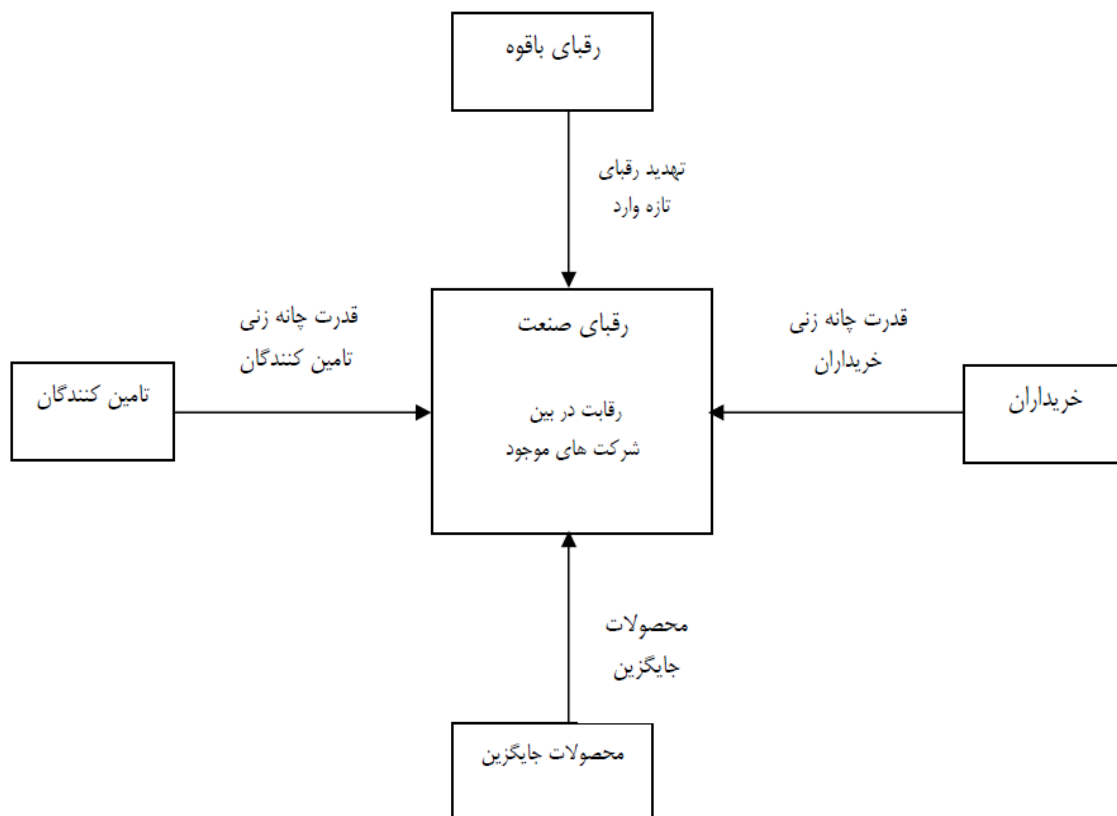 رقبای باقوه
تهدید رقبای
تازه وارد
رقبای صنعت
رقابت در بین
شرکت های موجود
قدرت چانه زنی
خریداران
خریداران
قدرت چانه زنی
تامین کنندگان
تامین کنندگان
محصولات
جایگزین
محصولات جایگزین